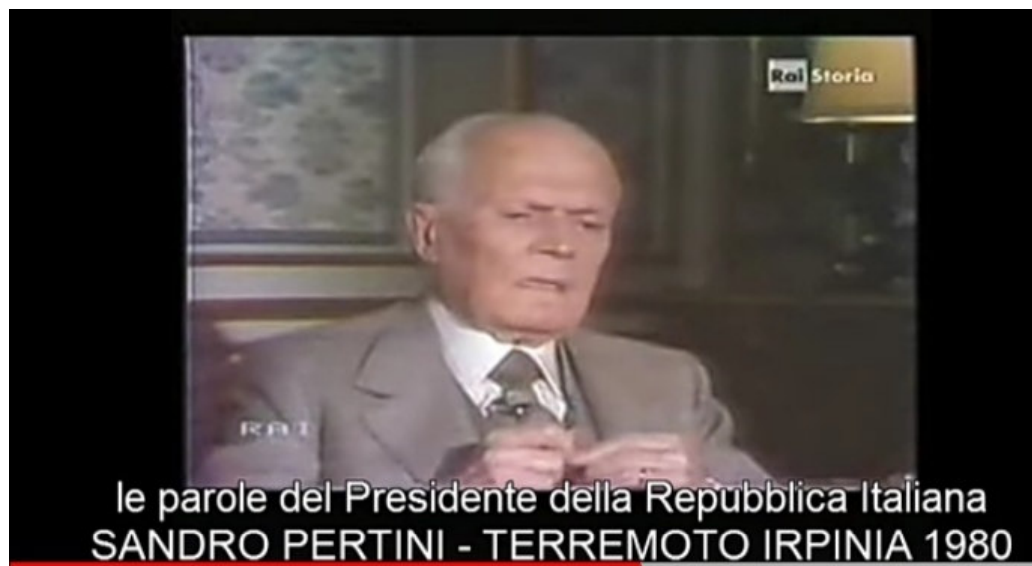 Rai Storia
RAI
le parole del Presidente della Repubblica Italiana
SANDRO PERTINI - TERREMOTO IRPINIA 1980